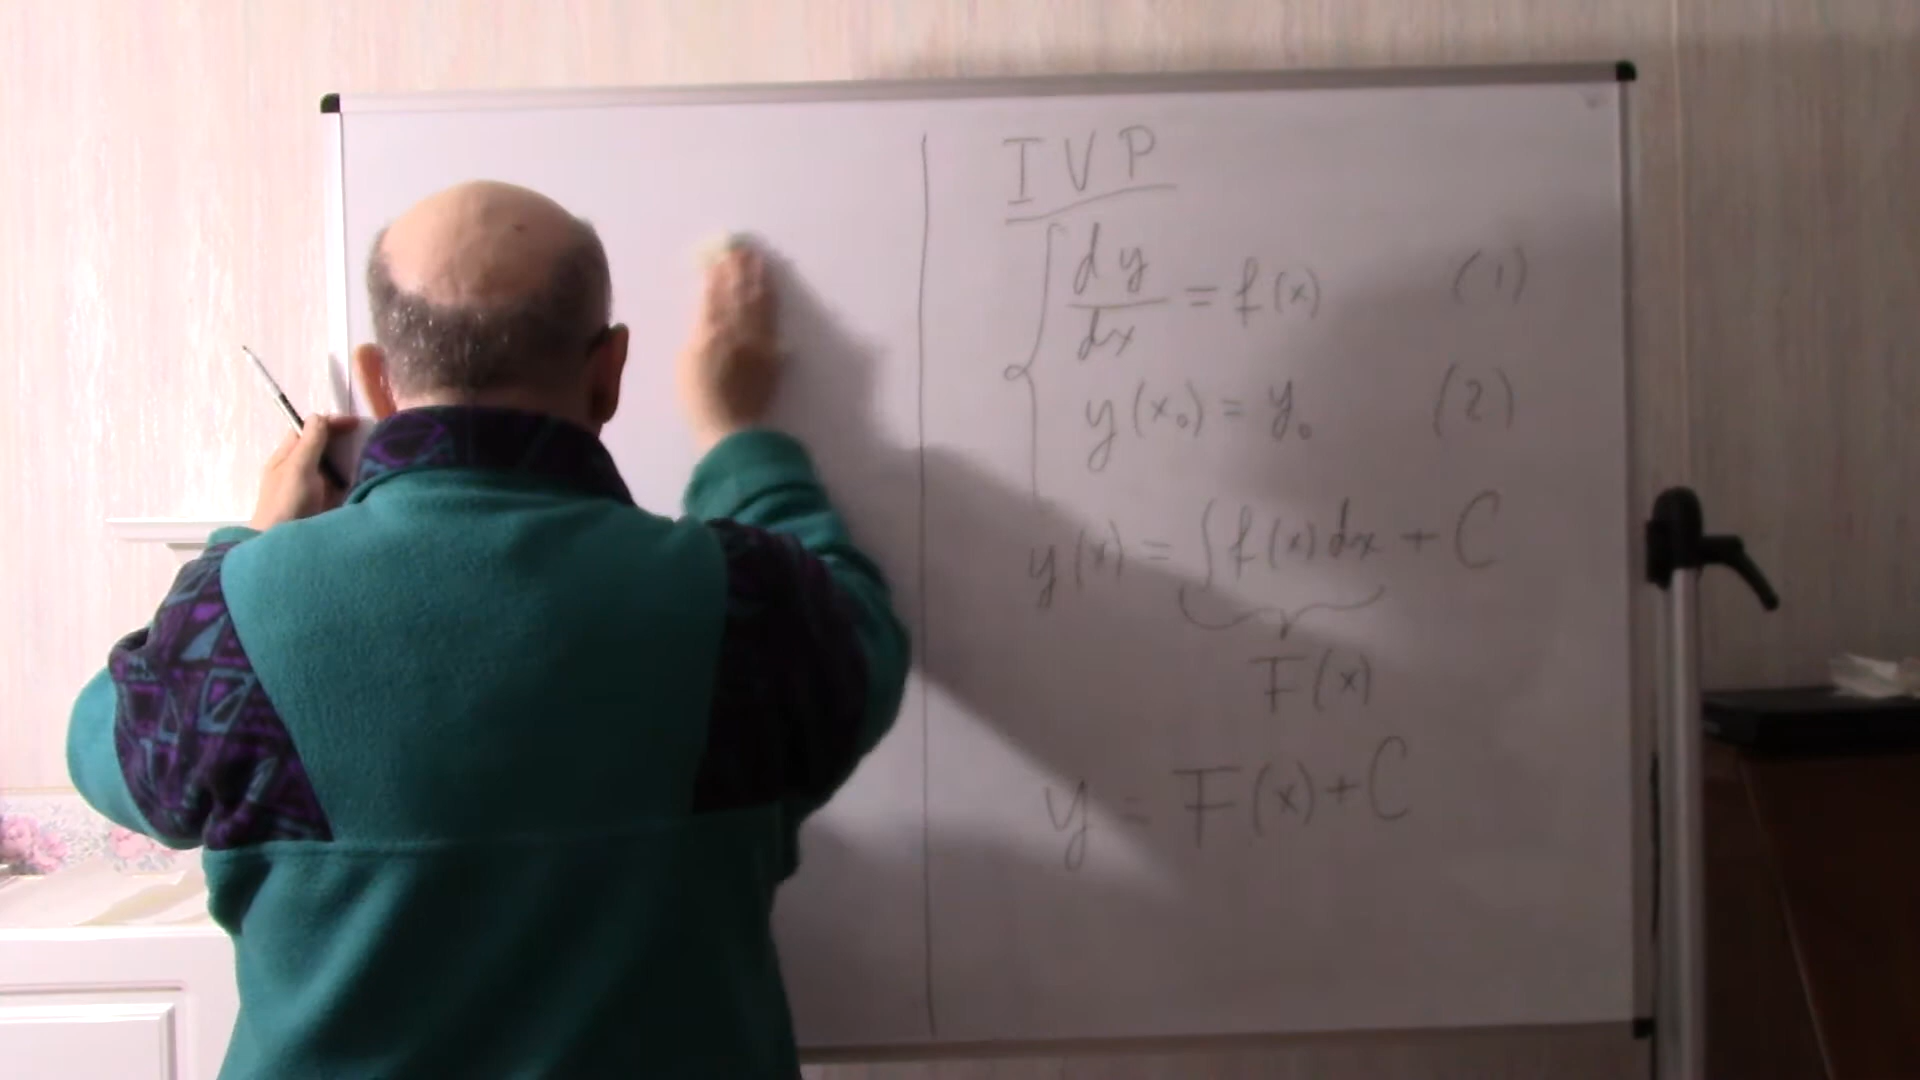 IVP
dy/dx = f(x) (1)
y(x₀) = y₀ (2)
y(x) = ∫f(x)dx + C
F(x)
y = F(x)+C